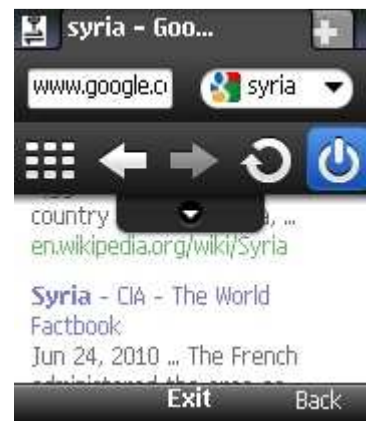 syria - Goo...
www.google.co
syria
country
a, ...
en.wikipedia.org/wiki/Syria
Syria - CIA - The World
Factbook
Jun 24, 2010 ... The French
Exit
Back